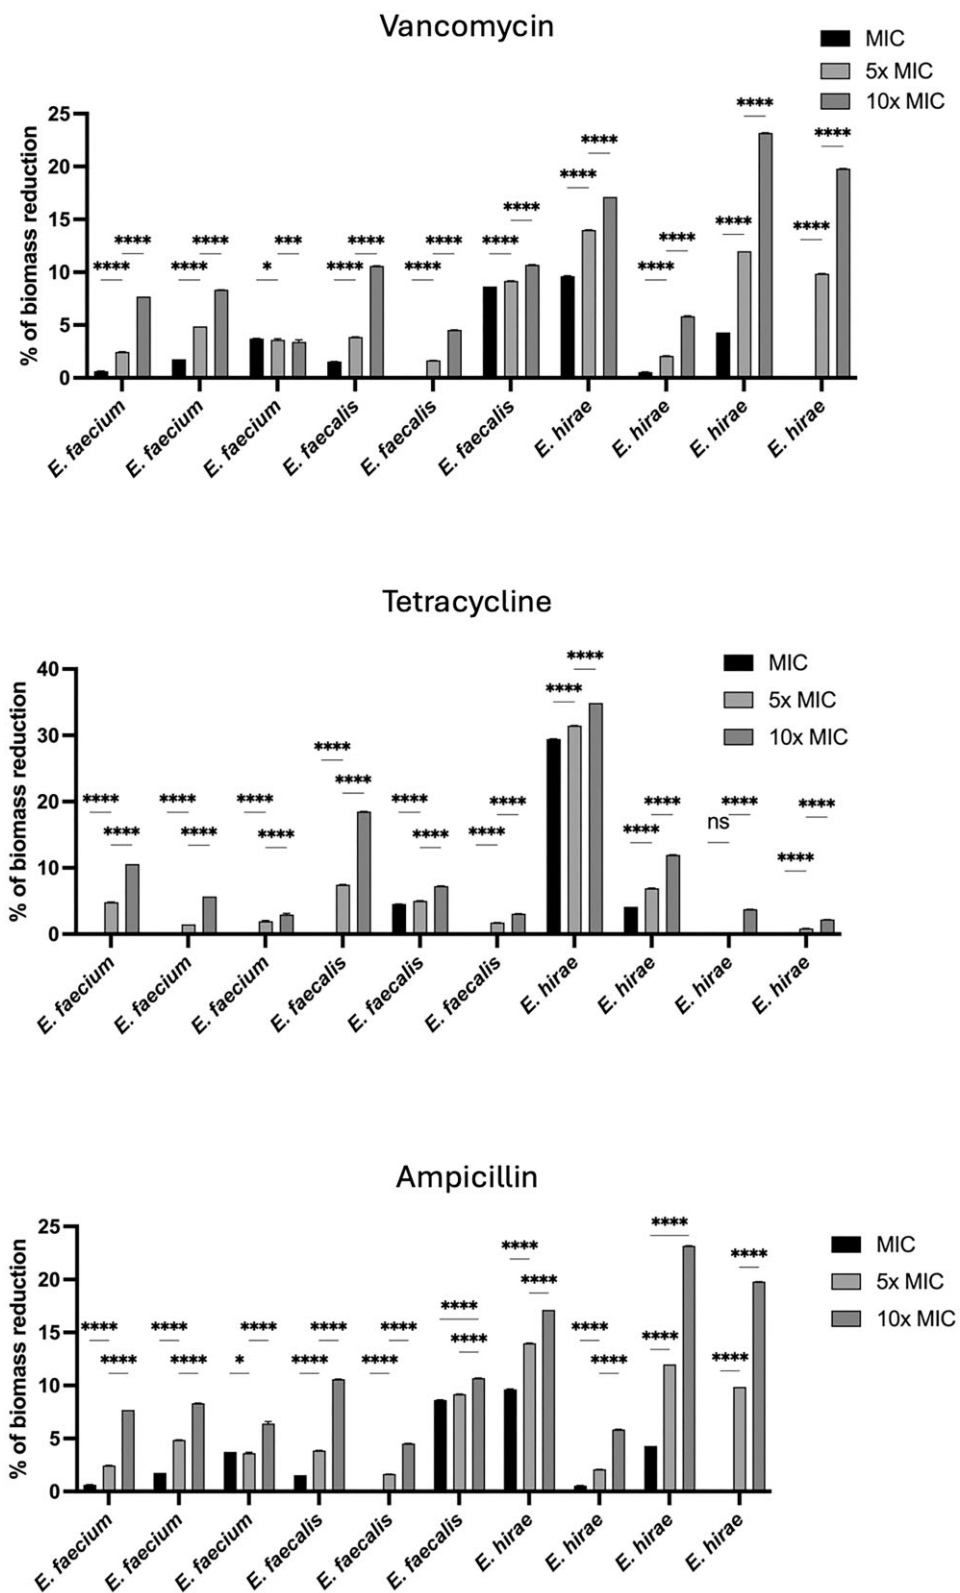 Vancomycin
MIC
5x MIC
10x MIC
% of biomass reduction
25
20
15
10
5
0
**** **** **** **** * *** **** **** **** **** **** **** **** **** **** **** **** **** **** ****
E. faecium E. faecium E. faecium E. faecalis E. faecalis E. faecalis E. hirae E. hirae E. hirae E. hirae
Tetracycline
MIC
5x MIC
10x MIC
% of biomass reduction
40
30
20
10
0
**** **** **** **** **** **** **** **** **** **** **** **** **** **** **** **** ns **** **** ****
E. faecium E. faecium E. faecium E. faecalis E. faecalis E. faecalis E. hirae E. hirae E. hirae E. hirae
Ampicillin
MIC
5x MIC
10x MIC
% of biomass reduction
25
20
15
10
5
0
**** **** **** **** * **** **** **** **** **** **** **** **** **** **** **** **** **** **** ****
E. faecium E. faecium E. faecium E. faecalis E. faecalis E. faecalis E. hirae E. hirae E. hirae E. hirae